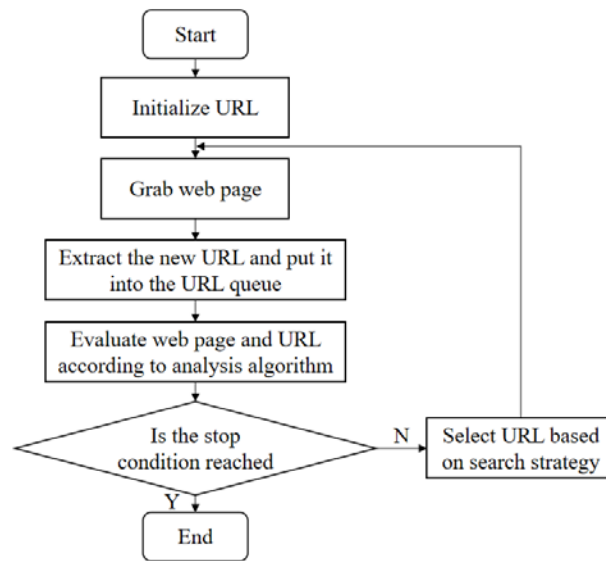 Start
Initialize URL
Grab web page
Extract the new URL and put it
into the URL queue
Evaluate web page and URL
according to analysis algorithm
Is the stop
condition reached
N
Select URL based
on search strategy
Y
End